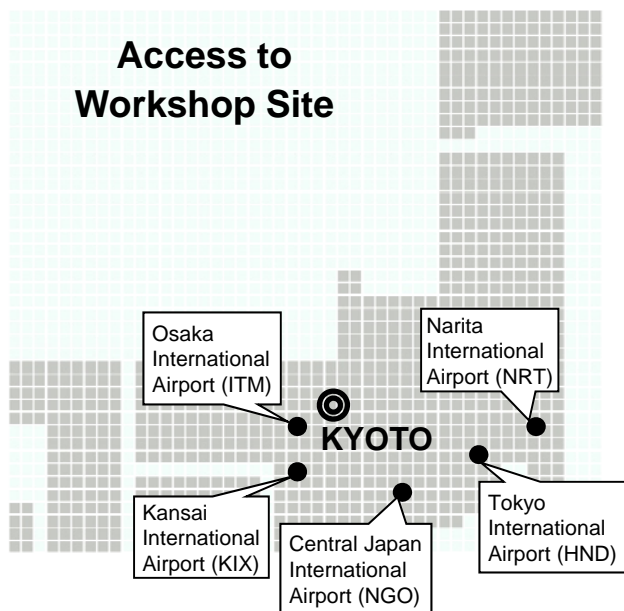 Access to
Workshop Site
Osaka
International
Airport (ITM)
Narita
International
Airport (NRT)
KYOTO
Kansai
International
Airport (KIX)
Central Japan
International
Airport (NGO)
Tokyo
International
Airport (HND)